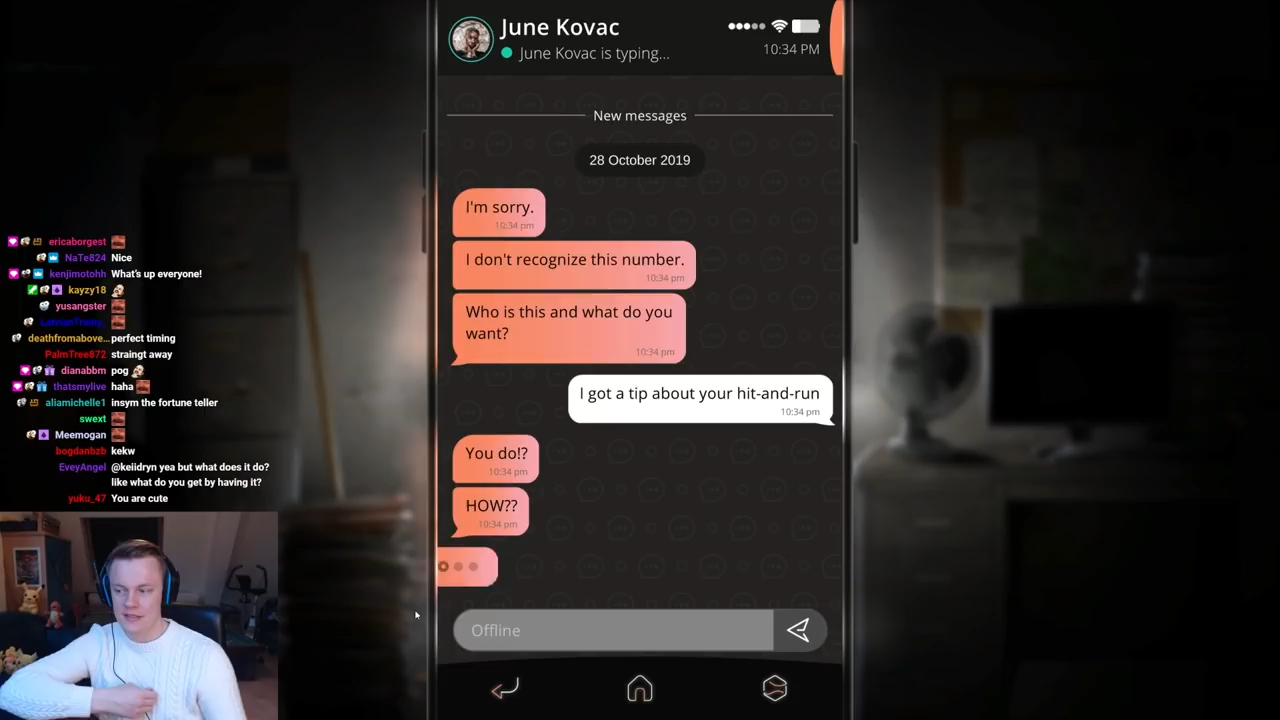 June Kovac
June Kovac is typing...
10:34 PM
New messages
28 October 2019
I'm sorry.
10:34 pm
I don't recognize this number.
10:34 pm
Who is this and what do you
want?
10:34 pm
I got a tip about your hit-and-run
10:34 pm
You do!?
10:34 pm
HOW??
10:34 pm
Offline
ericaborgest
NaTe824 Nice
kenjimotohh What's up everyone!
kayzy18
yusangster
deathfromabove... perfect timing
PalmTree872 straingt away
dianabbm pog
thatsmylive haha
aliamichelle1 insym the fortune teller
swext
Meemogan
bogdanbzb kekw
EveyAngel @keiidryn yea but what does it do?
like what do you get by having it?
yuku_47 You are cute